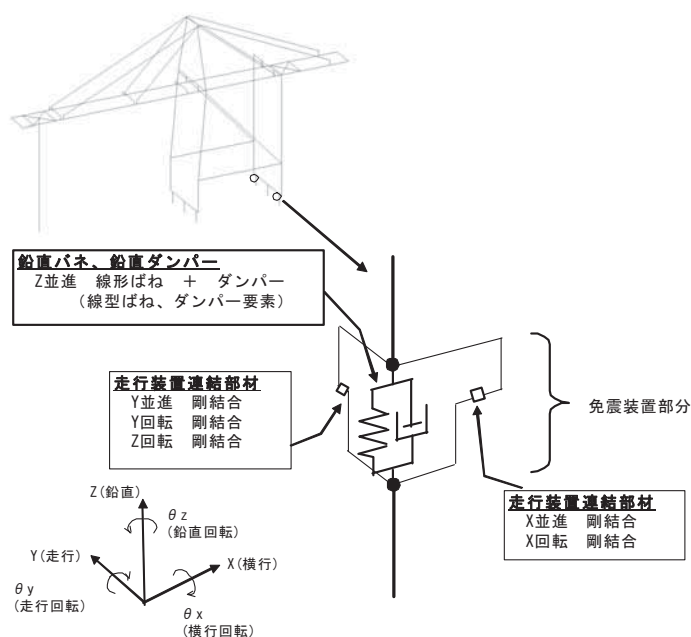 鉛直バネ、鉛直ダンパー
Z並進 線形ばね + ダンパー
(線型ばね、ダンパー要素)
走行装置連結部材
Y並進 剛結合
Y回転 剛結合
Z回転 剛結合
免震装置部分
走行装置連結部材
X並進 剛結合
X回転 剛結合
Z(鉛直)
θz
(鉛直回転)
Y(走行)
X(横行)
θy
(走行回転)
θx
(横行回転)